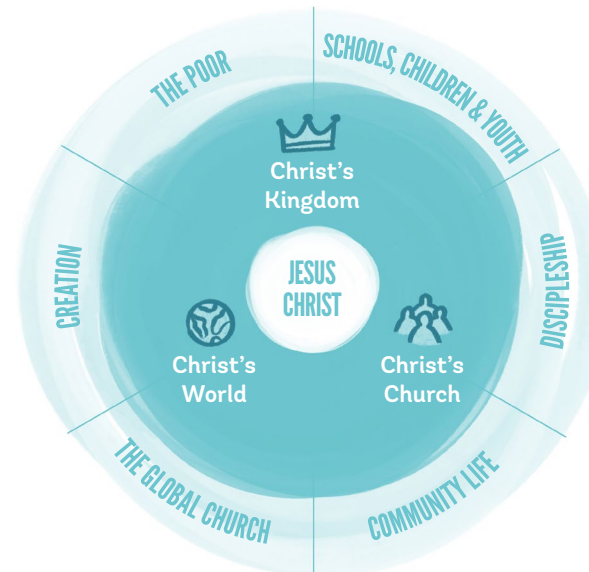 THE POOR
SCHOOLS, CHILDREN & YOUTH
Christ's
Kingdom
JESUS
CHRIST
CREATION
DISCIPLESHIP
Christ's
World
Christ's
Church
THE GLOBAL CHURCH
COMMUNITY LIFE